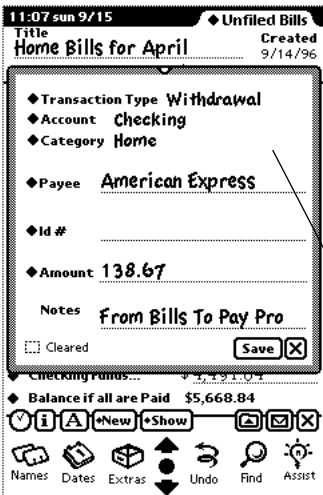 11:07 sun 9/15
◆ Unfiled Bills
Title
Home Bills for April
Created
9/14/96
◆Transaction Type Withdrawal
◆Account Checking
◆Category Home
◆Payee American Express
◆Id #
◆Amount 138.67
Notes From Bills To Pay Pro
Cleared
Save
Checking Funds...
◆ Balance if all are Paid $5,668.84
i A ◆New ◆Show
Names Dates Extras Undo Find Assist